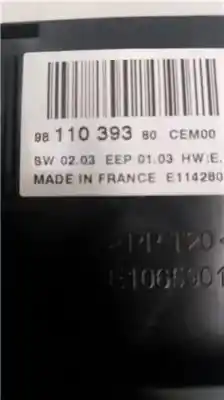 98 110 393 80 CEM00
SW 02.03 EEP 01.03 HW:E.
MADE IN FRANCE E114280